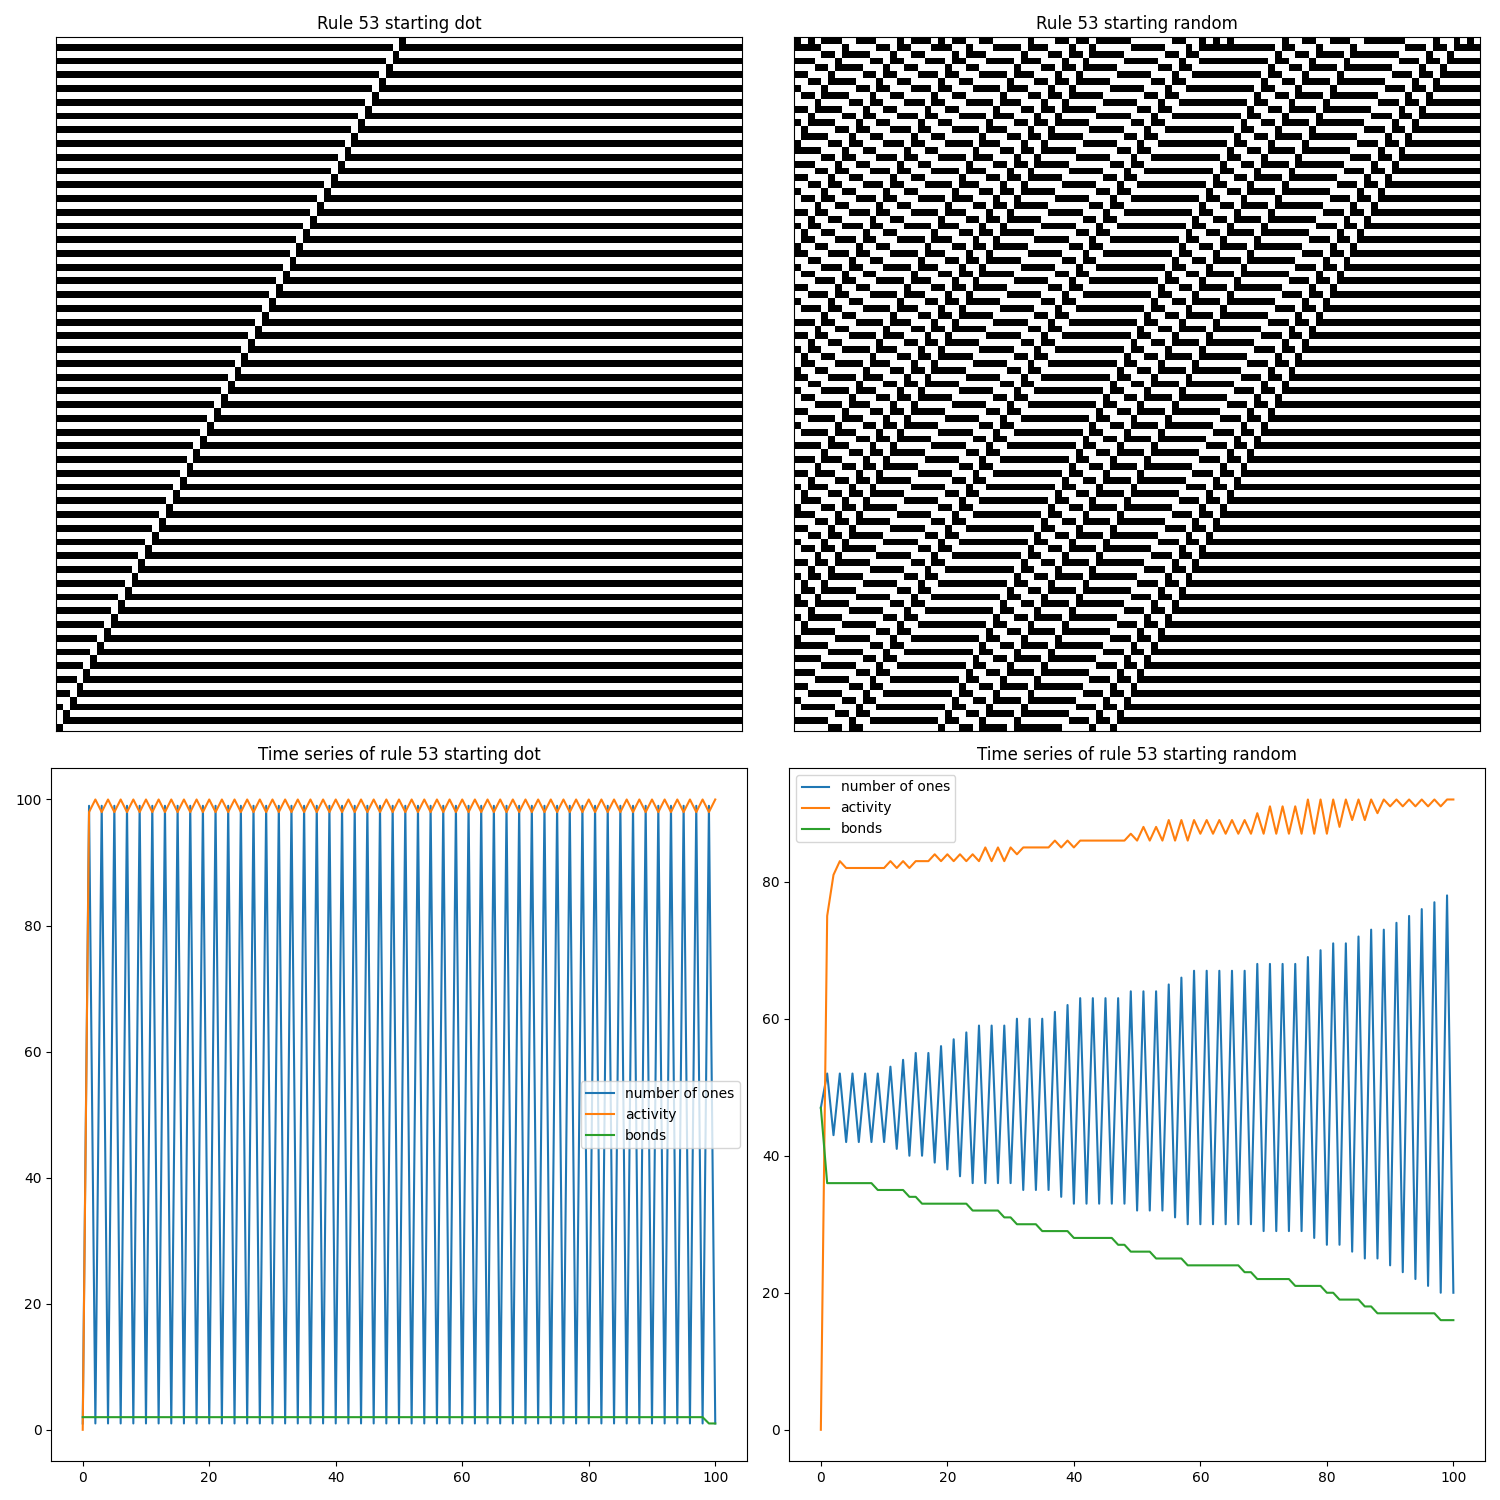 Rule 53 starting dot
Rule 53 starting random
Time series of rule 53 starting dot
100
80
60
40
20
0
0 20 40 60 80 100
number of ones
activity
bonds
Time series of rule 53 starting random
number of ones
activity
bonds
80
60
40
20
0
0 20 40 60 80 100